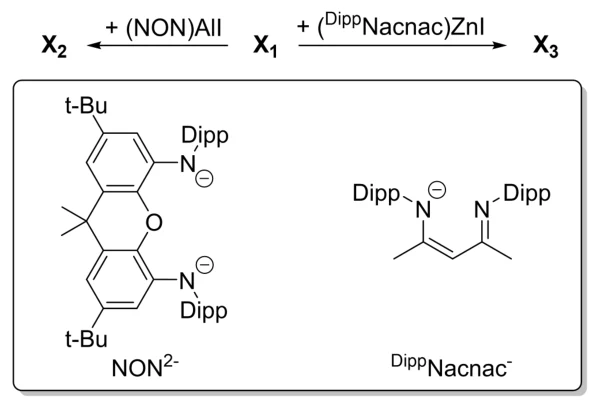 X₂ + (NON)AlI X₁ + (ᴰⁱᵖᵖNacnac)ZnI X₃
t-Bu
Dipp
N
⊖
O
⊖
N
Dipp
t-Bu
NON²⁻
Dipp ⊖ Dipp
N N
ᴰⁱᵖᵖNacnac⁻